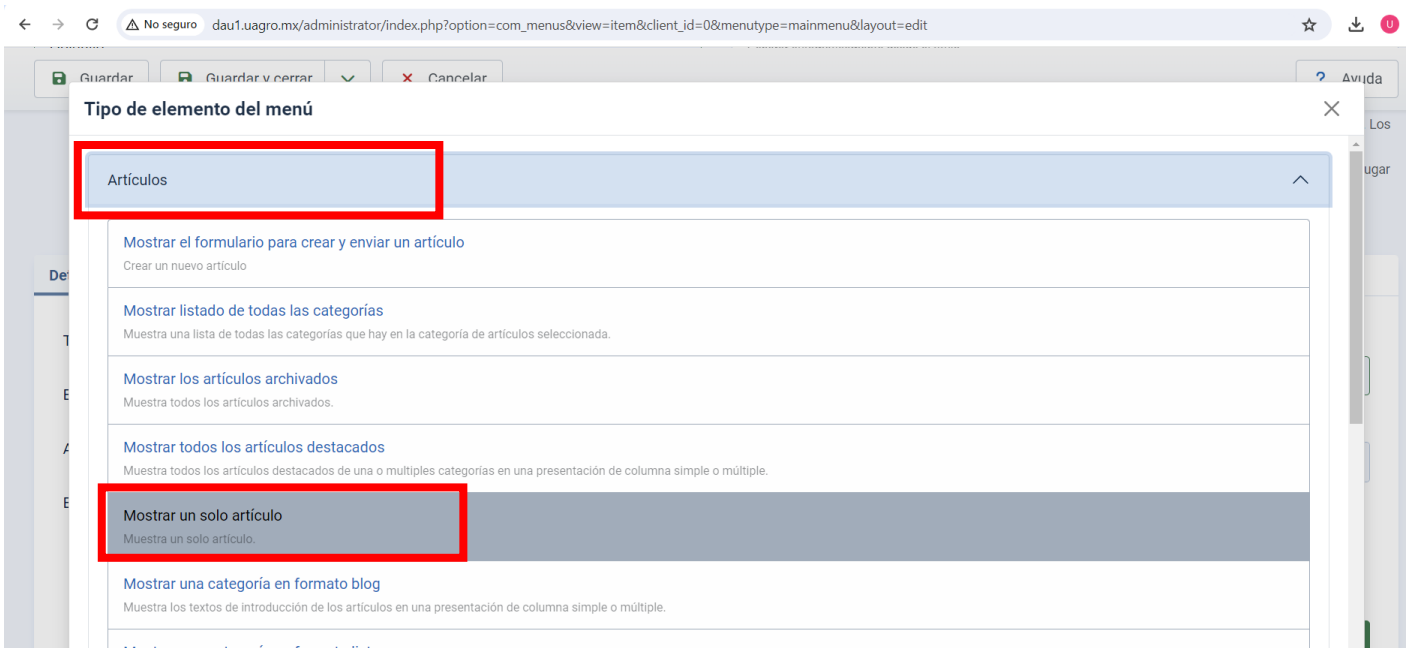 No seguro dau1.uagro.mx/administrator/index.php?option=com_menus&view=item&client_id=0&menutype=mainmenu&layout=edit
U
Guardar Guardar y cerrar Cancelar ? Ayuda
Tipo de elemento del menú
Los
Artículos
ugar
Mostrar el formulario para crear y enviar un artículo
Crear un nuevo artículo
Det
Mostrar listado de todas las categorías
Muestra una lista de todas las categorías que hay en la categoría de artículos seleccionada.
Mostrar los artículos archivados
Muestra todos los artículos archivados.
Mostrar todos los artículos destacados
Muestra todos los artículos destacados de una o multiples categorías en una presentación de columna simple o múltiple.
Mostrar un solo artículo
Muestra un solo artículo.
Mostrar una categoría en formato blog
Muestra los textos de introducción de los artículos en una presentación de columna simple o múltiple.